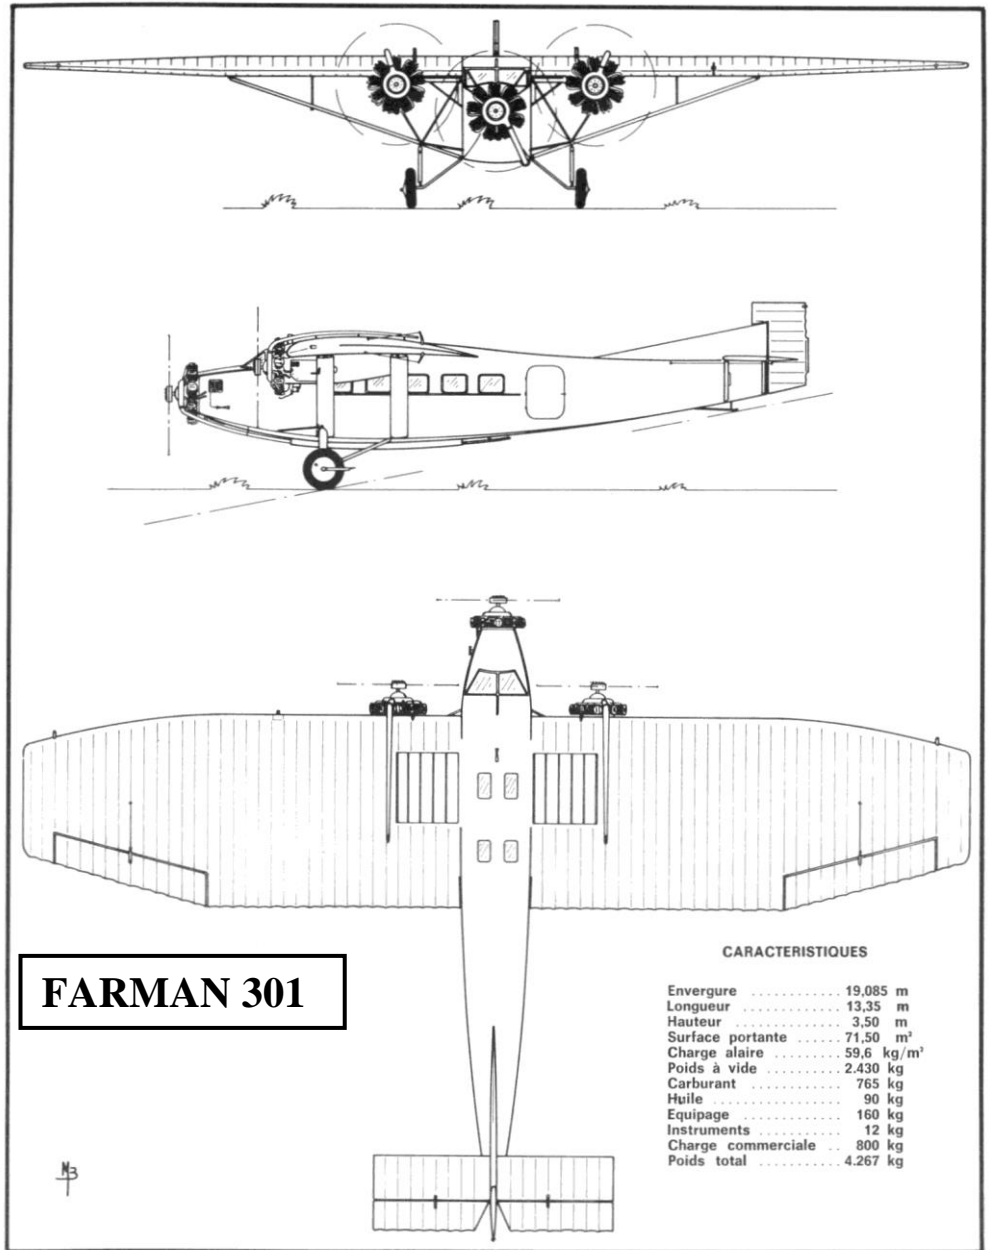 FARMAN 301
CARACTERISTIQUES
Envergure ........... 19,085 m
Longueur ............ 13,35 m
Hauteur ............. 3,50 m
Surface portante ...... 71,50 m²
Charge alaire ......... 59,6 kg/m²
Poids à vide .......... 2.430 kg
Carburant ........... 765 kg
Huile ................ 90 kg
Equipage ............ 160 kg
Instruments .......... 12 kg
Charge commerciale .. 800 kg
Poids total .......... 4.267 kg